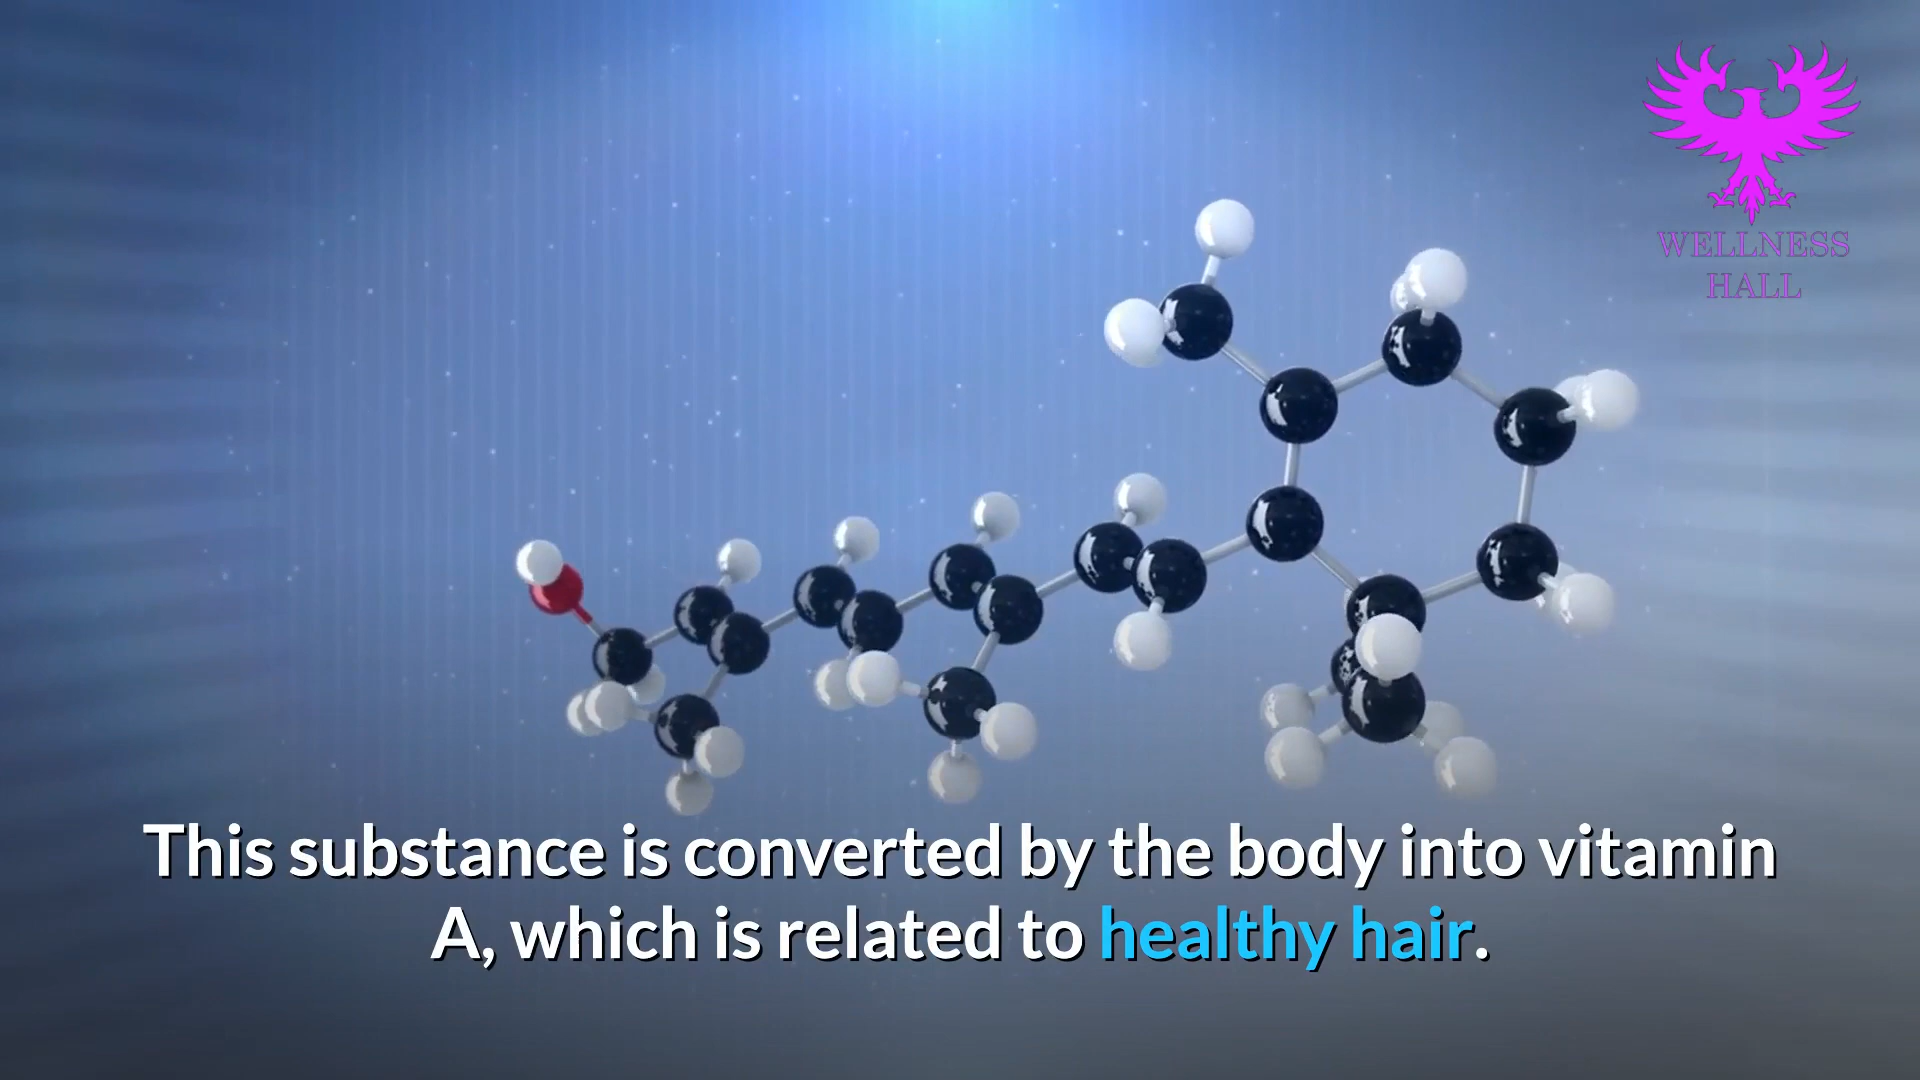 WELLNESS
HALL
This substance is converted by the body into vitamin
A, which is related to healthy hair.